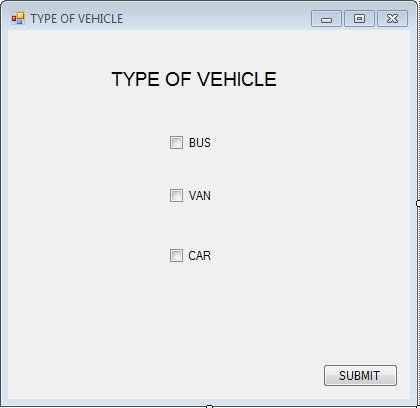 TYPE OF VEHICLE
TYPE OF VEHICLE
BUS
VAN
CAR
SUBMIT